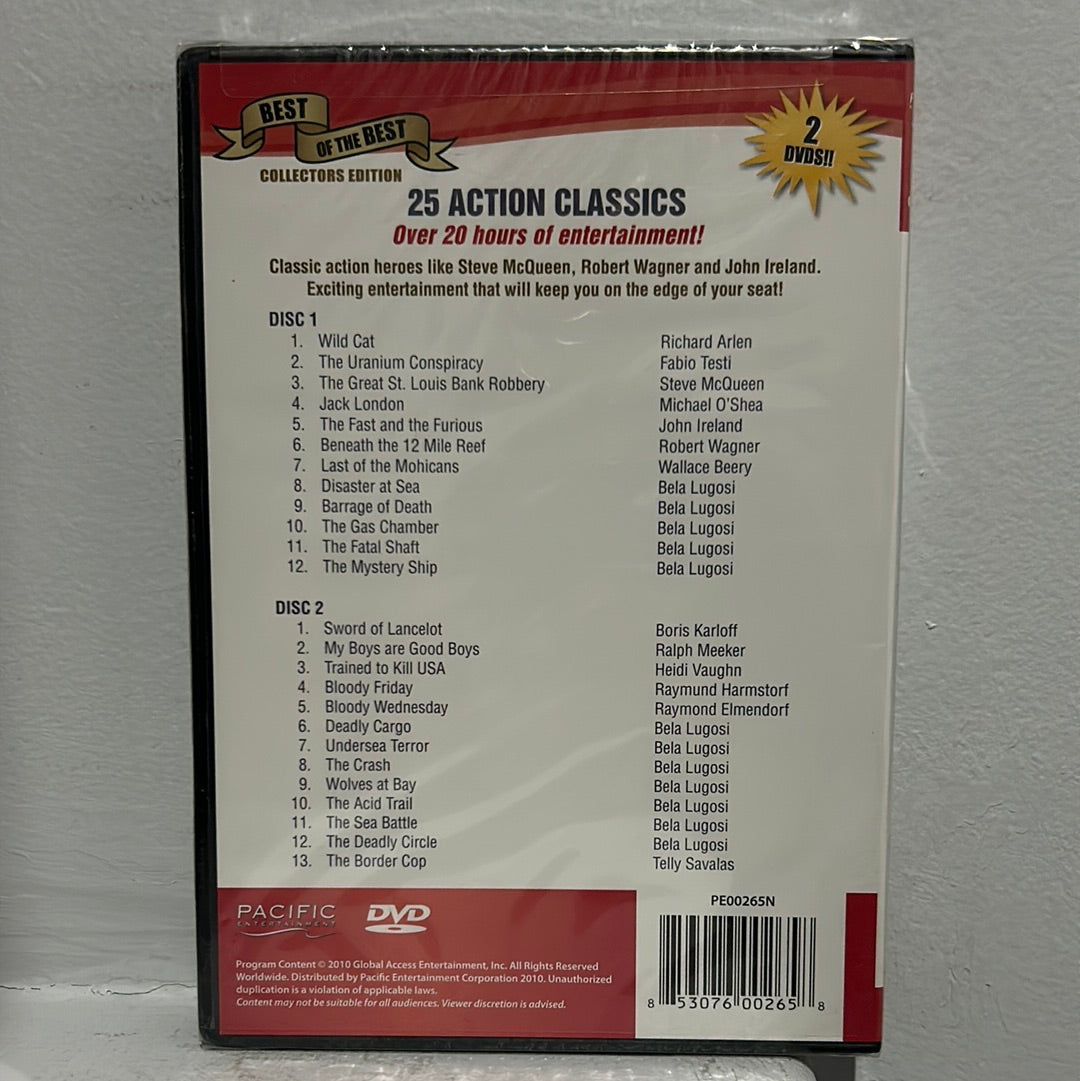 BEST
OF THE BEST
COLLECTORS EDITION
2
DVDS!!
25 ACTION CLASSICS
Over 20 hours of entertainment!
Classic action heroes like Steve McQueen, Robert Wagner and John Ireland.
Exciting entertainment that will keep you on the edge of your seat!
DISC 1
1. Wild Cat Richard Arlen
2. The Uranium Conspiracy Fabio Testi
3. The Great St. Louis Bank Robbery Steve McQueen
4. Jack London Michael O'Shea
5. The Fast and the Furious John Ireland
6. Beneath the 12 Mile Reef Robert Wagner
7. Last of the Mohicans Wallace Beery
8. Disaster at Sea Bela Lugosi
9. Barrage of Death Bela Lugosi
10. The Gas Chamber Bela Lugosi
11. The Fatal Shaft Bela Lugosi
12. The Mystery Ship Bela Lugosi
DISC 2
1. Sword of Lancelot Boris Karloff
2. My Boys are Good Boys Ralph Meeker
3. Trained to Kill USA Heidi Vaughn
4. Bloody Friday Raymund Harmstorf
5. Bloody Wednesday Raymond Elmendorf
6. Deadly Cargo Bela Lugosi
7. Undersea Terror Bela Lugosi
8. The Crash Bela Lugosi
9. Wolves at Bay Bela Lugosi
10. The Acid Trail Bela Lugosi
11. The Sea Battle Bela Lugosi
12. The Deadly Circle Bela Lugosi
13. The Border Cop Telly Savalas
PACIFIC
ENTERTAINMENT
DVD
Program Content © 2010 Global Access Entertainment, Inc. All Rights Reserved
Worldwide. Distributed by Pacific Entertainment Corporation 2010. Unauthorized
duplication is a violation of applicable laws.
Content may not be suitable for all audiences. Viewer discretion is advised.
PE00265N
8 53076 00265 8